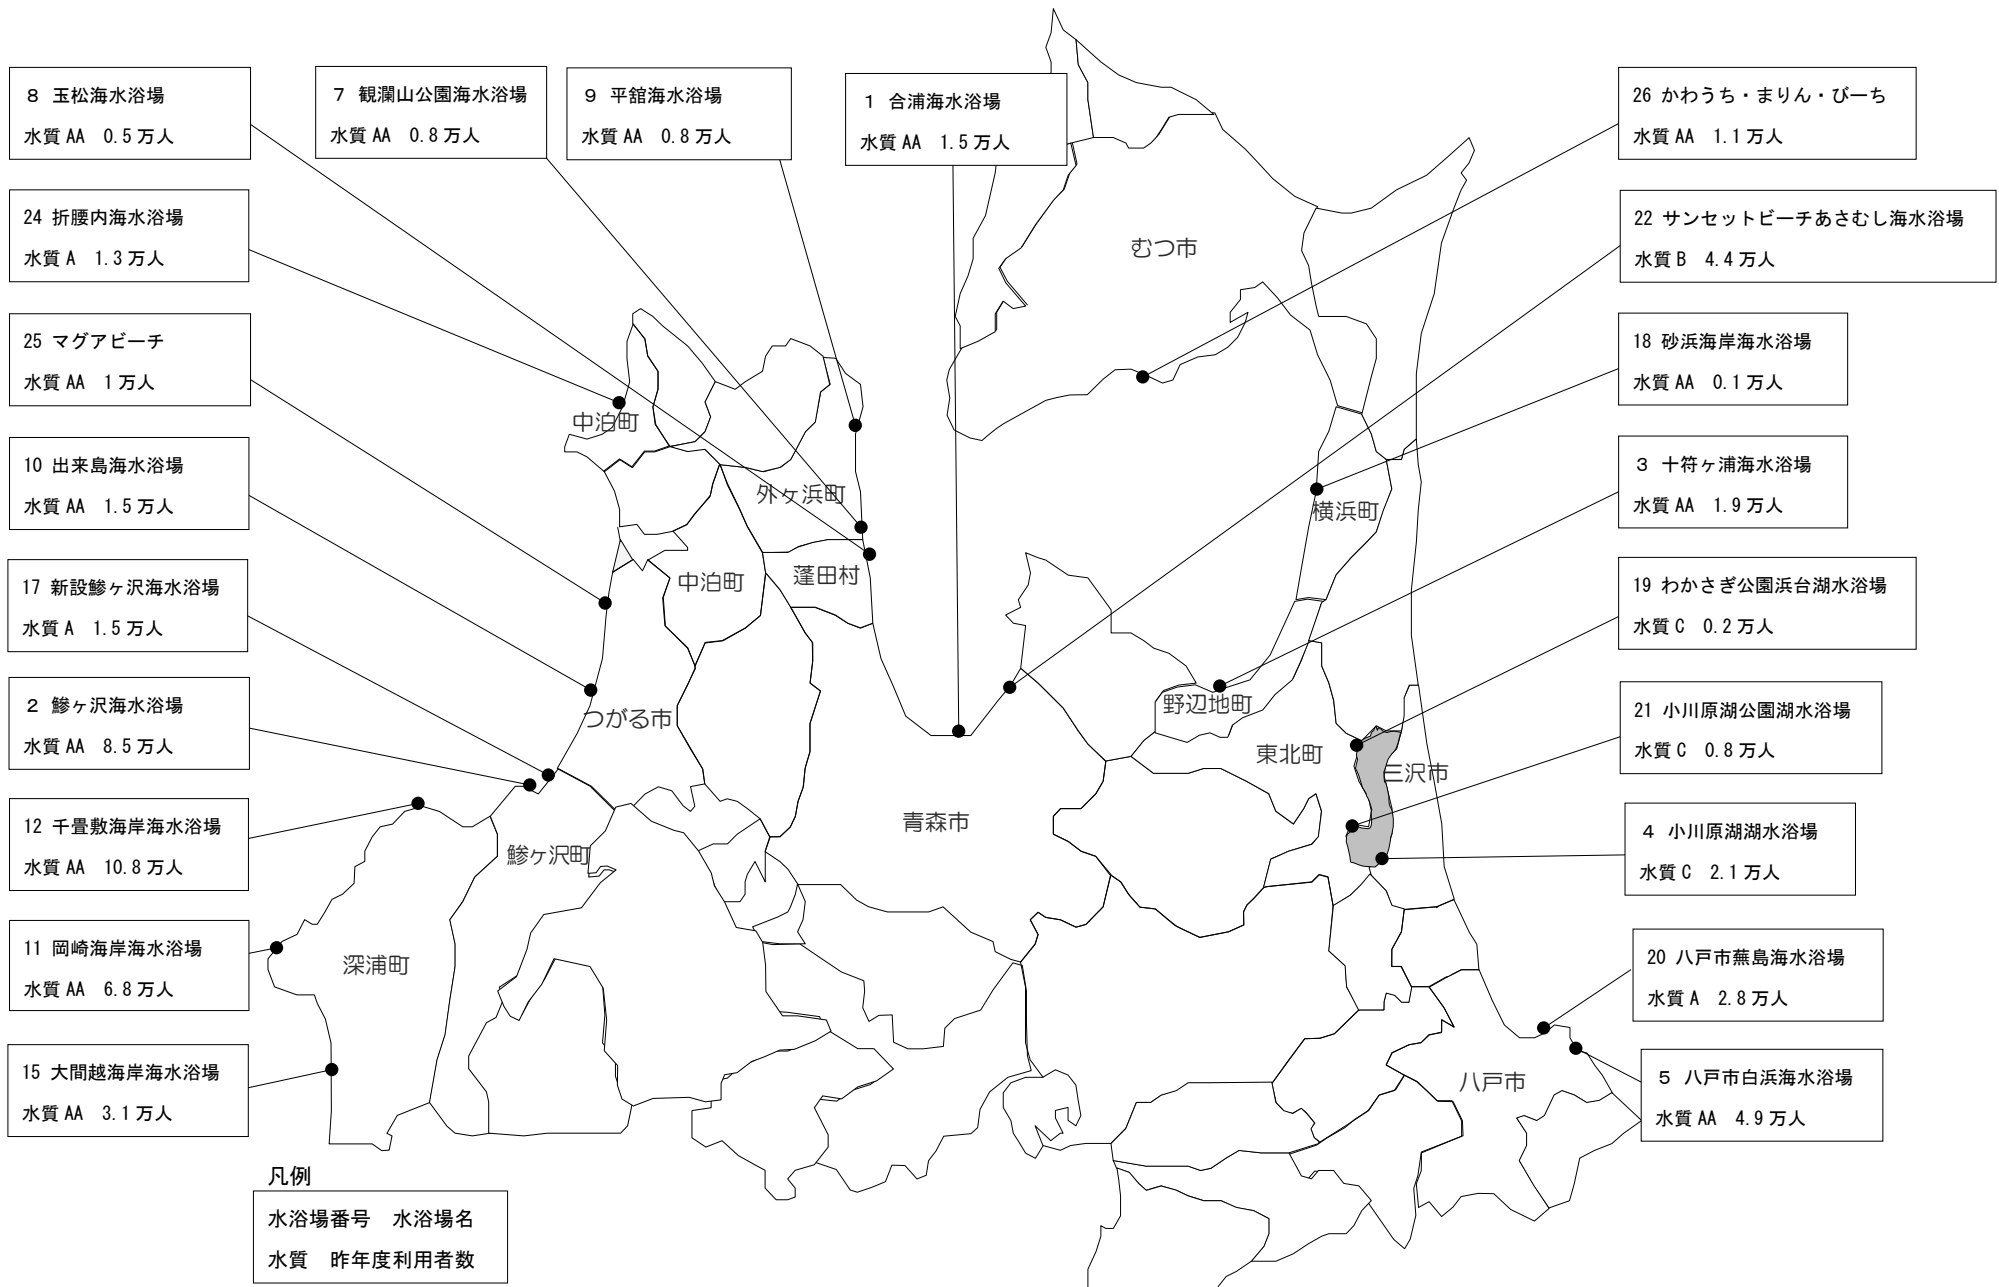 8 玉松海水浴場
水質 AA 0.5 万人
7 観瀾山公園海水浴場
水質 AA 0.8 万人
9 平舘海水浴場
水質 AA 0.8 万人
1 合浦海水浴場
水質 AA 1.5 万人
26 かわうち・まりん・びーち
水質 AA 1.1 万人
24 折腰内海水浴場
水質 A 1.3 万人
22 サンセットビーチあさむし海水浴場
水質 B 4.4 万人
25 マグアビーチ
水質 AA 1 万人
18 砂浜海岸海水浴場
水質 AA 0.1 万人
10 出来島海水浴場
水質 AA 1.5 万人
3 十符ヶ浦海水浴場
水質 AA 1.9 万人
17 新設鯵ヶ沢海水浴場
水質 A 1.5 万人
19 わかさぎ公園浜台湖水浴場
水質 C 0.2 万人
2 鯵ヶ沢海水浴場
水質 AA 8.5 万人
21 小川原湖公園湖水浴場
水質 C 0.8 万人
12 千畳敷海岸海水浴場
水質 AA 10.8 万人
4 小川原湖湖水浴場
水質 C 2.1 万人
11 岡崎海岸海水浴場
水質 AA 6.8 万人
20 八戸市蕪島海水浴場
水質 A 2.8 万人
15 大間越海岸海水浴場
水質 AA 3.1 万人
5 八戸市白浜海水浴場
水質 AA 4.9 万人
むつ市
中泊町
外ヶ浜町
横浜町
中泊町
蓬田村
つがる市
野辺地町
東北町
三沢市
青森市
鯵ヶ沢町
深浦町
八戸市
凡例
水浴場番号 水浴場名
水質 昨年度利用者数